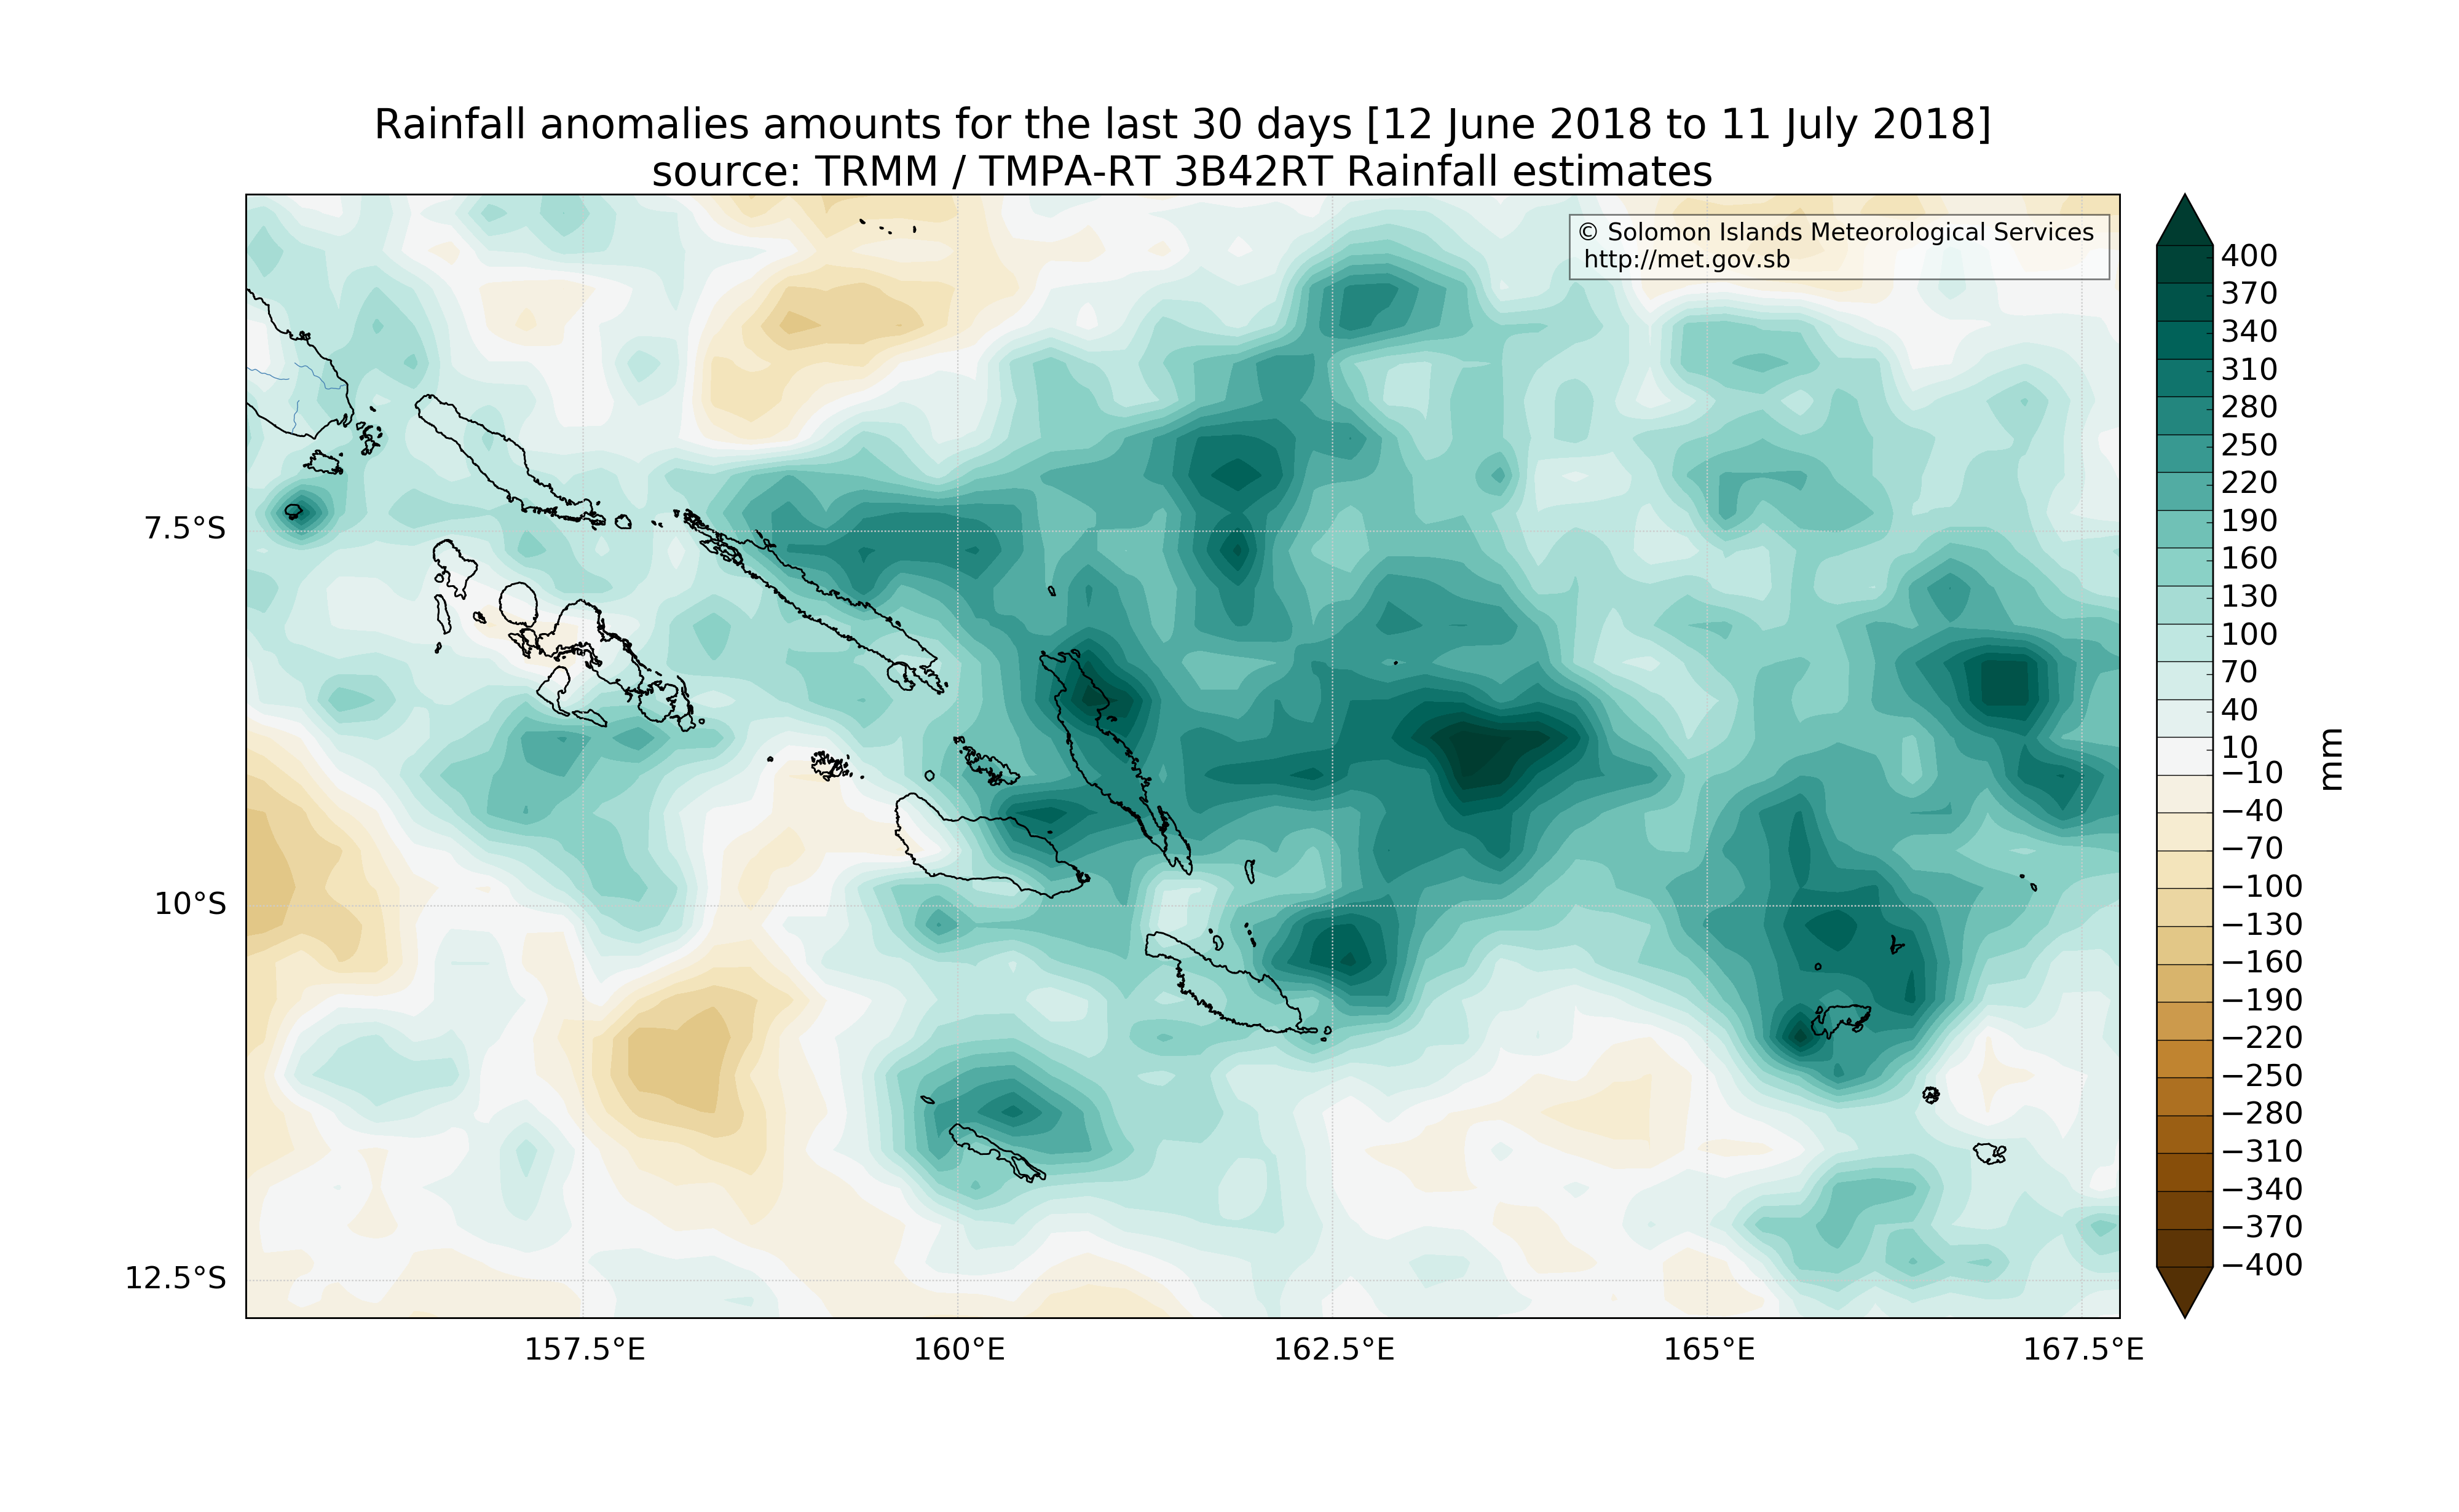 Rainfall anomalies amounts for the last 30 days [12 June 2018 to 11 July 2018]
source: TRMM / TMPA-RT 3B42RT Rainfall estimates
© Solomon Islands Meteorological Services
http://met.gov.sb
7.5°S
10°S
12.5°S
157.5°E
160°E
162.5°E
165°E
167.5°E
400
370
340
310
280
250
220
190
160
130
100
70
40
10
−10
−40
−70
−100
−130
−160
−190
−220
−250
−280
−310
−340
−370
−400
mm